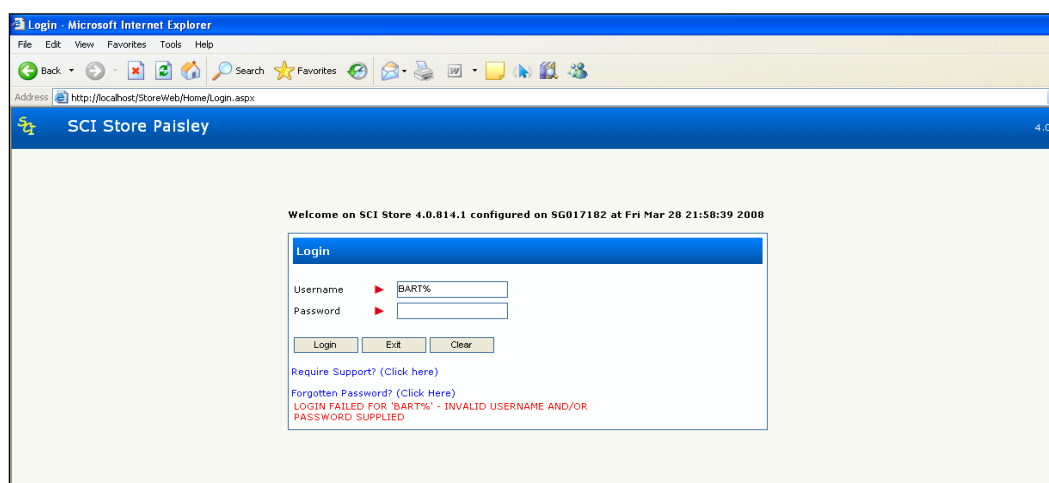 Login - Microsoft Internet Explorer
File Edit View Favorites Tools Help
Back Search Favorites
Address http://localhost/StoreWeb/Home/Login.aspx
SCI SCI Store Paisley 4.0
Welcome on SCI Store 4.0.814.1 configured on SG017182 at Fri Mar 28 21:58:39 2008
Login
Username BART%
Password
Login Exit Clear
Require Support? (Click here)
Forgotten Password? (Click Here)
LOGIN FAILED FOR 'BART%' - INVALID USERNAME AND/OR
PASSWORD SUPPLIED